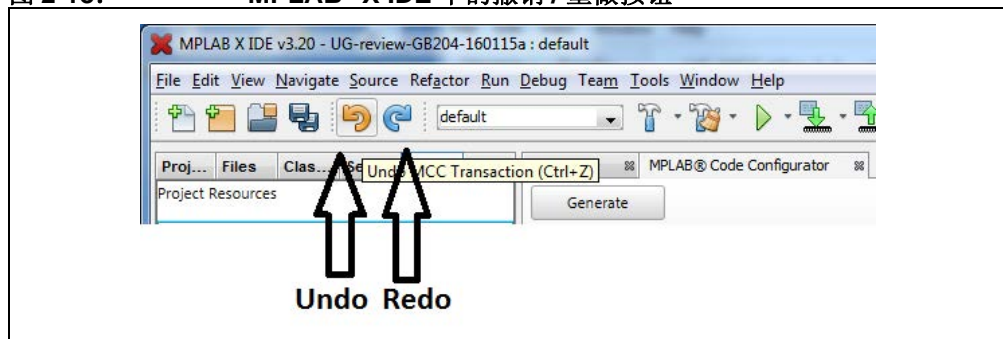 MPLAB X IDE v3.20 - UG-review-GB204-160115a : default
File Edit View Navigate Source Refactor Run Debug Team Tools Window Help
default
Proj... Files Clas... Se
Undo MCC Transaction (Ctrl+Z)
MPLAB® Code Configurator
Project Resources
Generate
Undo Redo